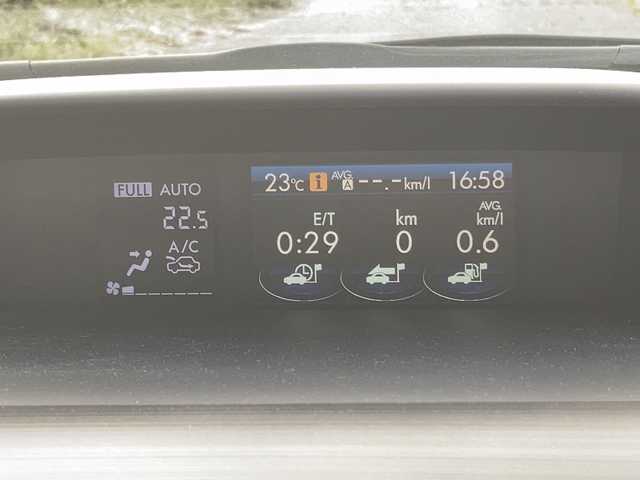 23°C i AVG. A --.- km/l 16:58
FULL AUTO
22.5
A/C
E/T km AVG. km/l
0:29 0 0.6